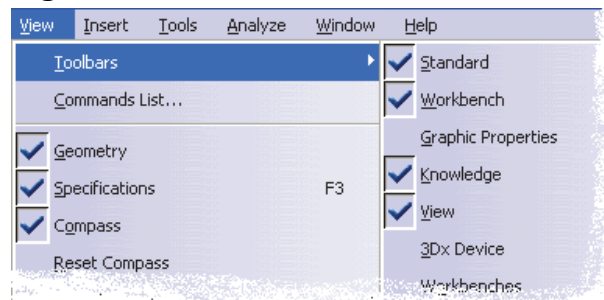 View Insert Tools Analyze Window Help
Toolbars
Commands List...
Geometry
Specifications F3
Compass
Reset Compass
Standard
Workbench
Graphic Properties
Knowledge
View
3Dx Device
Workbenches